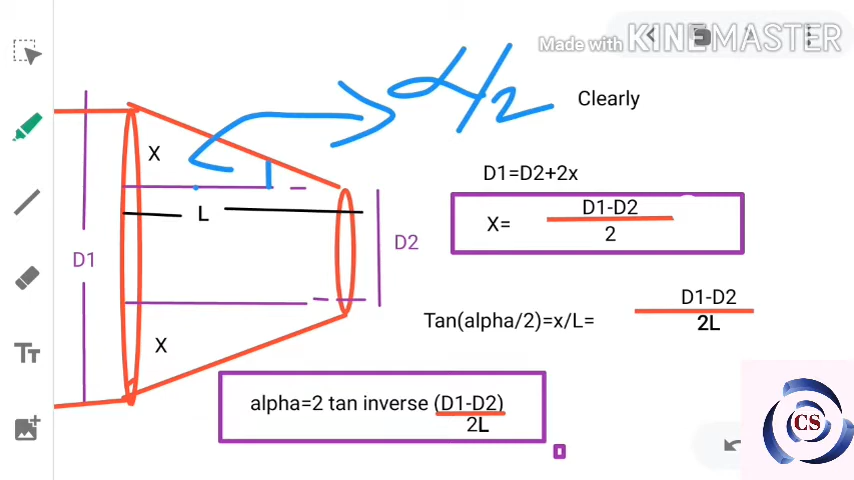 Made with KINEMASTER
α/2
Clearly
X
D1=D2+2x
X= D1-D2
2
L
D1
D2
Tan(alpha/2)=x/L= D1-D2
2L
X
alpha=2 tan inverse (D1-D2)
2L
CS
TT